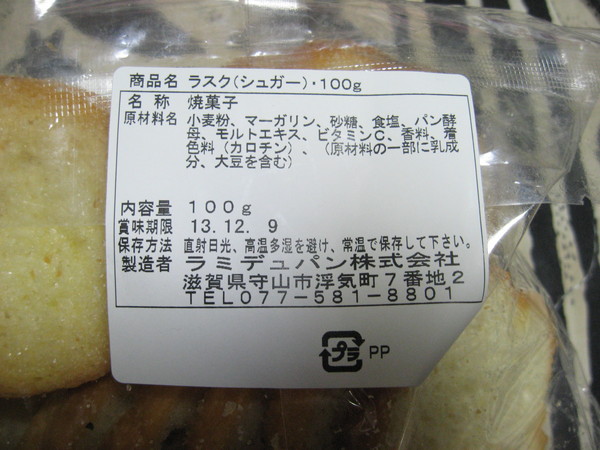 商品名 ラスク(シュガー)・100g
名 称 焼菓子
原材料名 小麦粉、マーガリン、砂糖、食塩、パン酵
母、モルトエキス、ビタミンC、香料、着
色料（カロチン）、（原材料の一部に乳成
分、大豆を含む）
内容量 100g
賞味期限 13.12. 9
保存方法 直射日光、高温多湿を避け、常温で保存して下さい。
製造者 ラミデュパン株式会社
滋賀県守山市浮気町7番地2
TEL077-581-8801
プラ PP